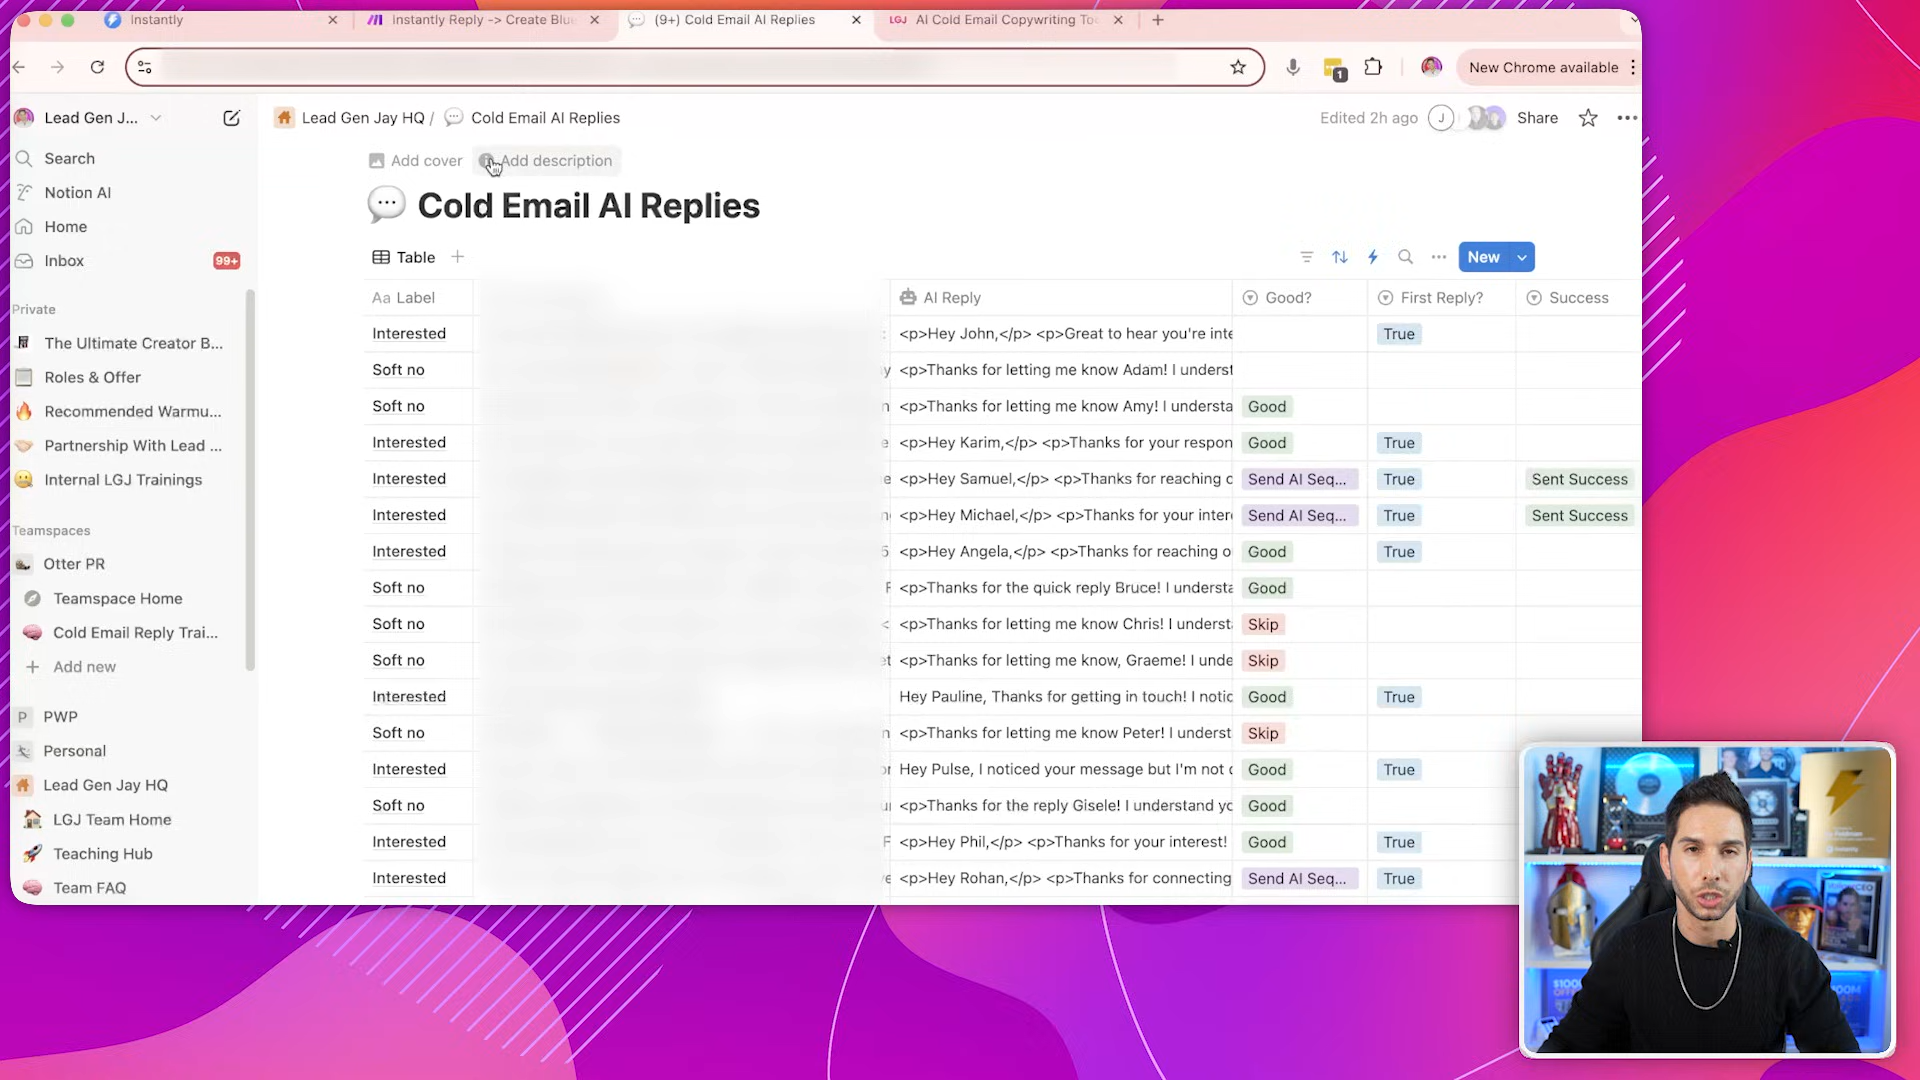 Instantly
Instantly Reply -> Create Blu
(9+) Cold Email AI Replies
LGJ AI Cold Email Copywriting To
1
New Chrome available
Lead Gen J...
Lead Gen Jay HQ / Cold Email AI Replies
Edited 2h ago
J
Share
Search
Notion AI
Home
Inbox
99+
Private
The Ultimate Creator B...
Roles & Offer
Recommended Warmu...
Partnership With Lead ...
Internal LGJ Trainings
Teamspaces
Otter PR
Teamspace Home
Cold Email Reply Trai...
Add new
P PWP
Personal
Lead Gen Jay HQ
LGJ Team Home
Teaching Hub
Team FAQ
Add cover
Add description
Cold Email AI Replies
Table
New
Aa Label AI Reply Good? First Reply? Success
Interested <p>Hey John,</p> <p>Great to hear you're inte True
Soft no <p>Thanks for letting me know Adam! I underst
Soft no <p>Thanks for letting me know Amy! I understa Good
Interested <p>Hey Karim,</p> <p>Thanks for your respon Good True
Interested <p>Hey Samuel,</p> <p>Thanks for reaching o Send AI Seq... True Sent Success
Interested <p>Hey Michael,</p> <p>Thanks for your inter Send AI Seq... True Sent Success
Interested <p>Hey Angela,</p> <p>Thanks for reaching o Good True
Soft no <p>Thanks for the quick reply Bruce! I understa Good
Soft no <p>Thanks for letting me know Chris! I underst Skip
Soft no <p>Thanks for letting me know, Graeme! I unde Skip
Interested Hey Pauline, Thanks for getting in touch! I notic Good True
Soft no <p>Thanks for letting me know Peter! I underst Skip
Interested Hey Pulse, I noticed your message but I'm not c Good True
Soft no <p>Thanks for the reply Gisele! I understand yo Good
Interested <p>Hey Phil,</p> <p>Thanks for your interest! Good True
Interested <p>Hey Rohan,</p> <p>Thanks for connecting Send AI Seq... True